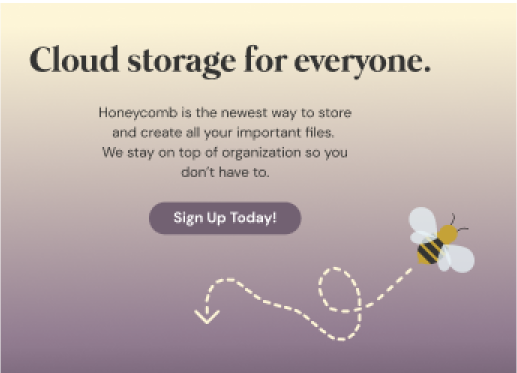 Cloud storage for everyone.
Honeycomb is the newest way to store
and create all your important files.
We stay on top of organization so you
don't have to.
Sign Up Today!